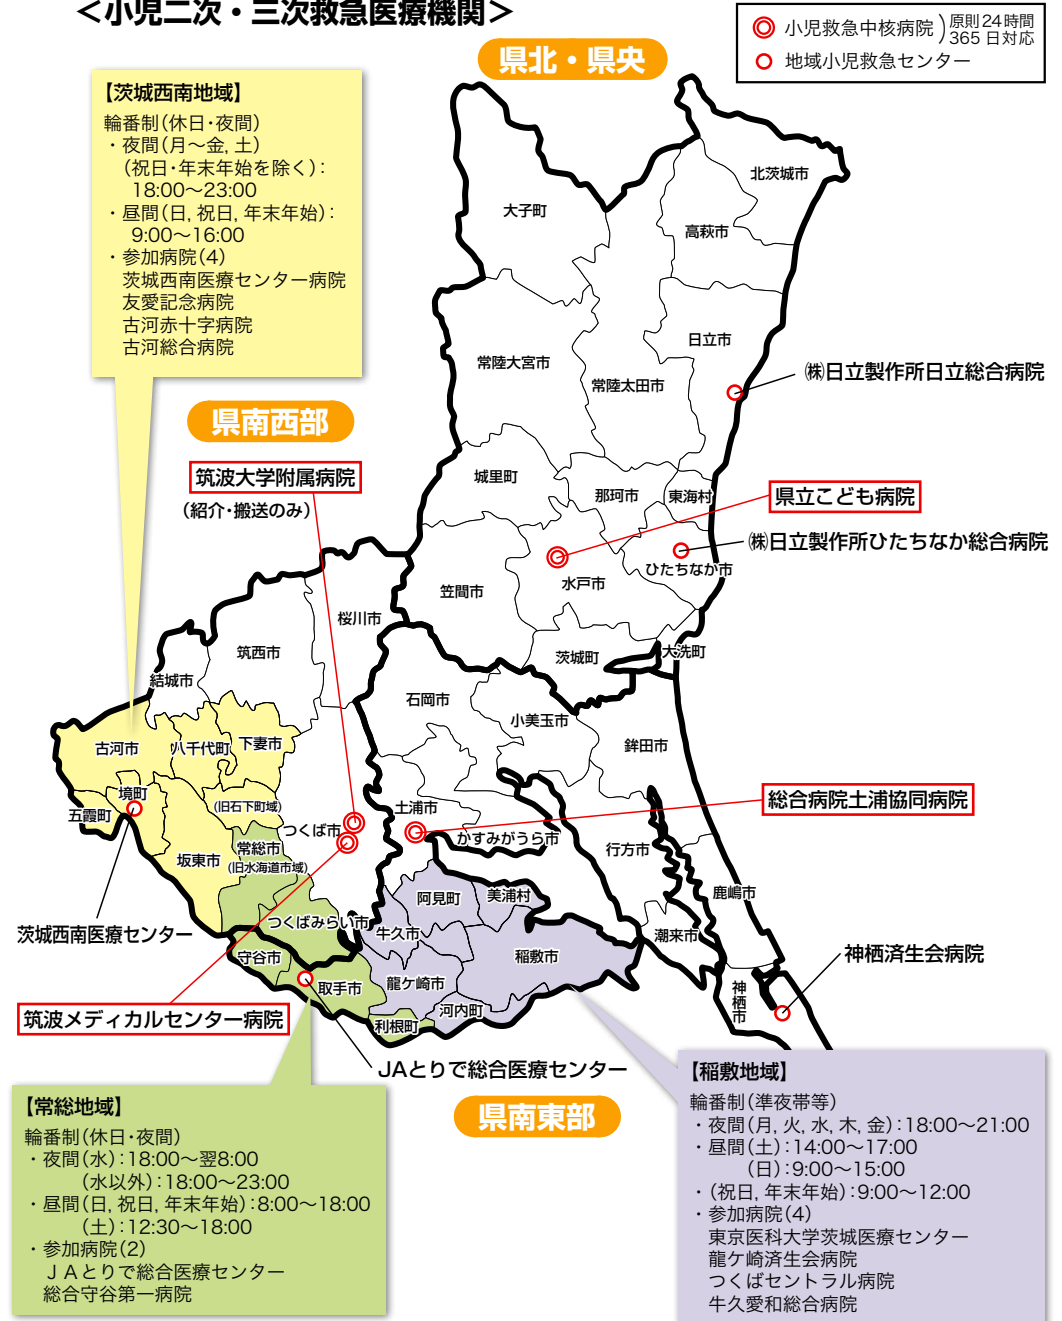 ＜小児二次・三次救急医療機関＞
◎ 小児救急中核病院
原則24時間
365日対応
○ 地域小児救急センター
県北・県央
【茨城西南地域】
輪番制(休日・夜間)
・夜間(月～金, 土)
(祝日・年末年始を除く)：
18:00～23:00
・昼間(日, 祝日, 年末年始)：
9:00～16:00
・参加病院(4)
茨城西南医療センター病院
友愛記念病院
古河赤十字病院
古河総合病院
北茨城市
大子町
高萩市
日立市
常陸大宮市
常陸太田市
㈱日立製作所日立総合病院
県南西部
筑波大学附属病院
(紹介・搬送のみ)
城里町
那珂市
東海村
県立こども病院
㈱日立製作所ひたちなか総合病院
ひたちなか市
水戸市
笠間市
桜川市
筑西市
茨城町
大洗町
結城市
石岡市
小美玉市
鉾田市
古河市
八千代町
下妻市
境町
五霞町
(旧石下町域)
土浦市
総合病院土浦協同病院
つくば市
かすみがうら市
常総市
(旧水海道市域)
坂東市
行方市
鹿嶋市
阿見町
美浦村
つくばみらい市
牛久市
潮来市
茨城西南医療センター
守谷市
稲敷市
神栖済生会病院
取手市
龍ケ崎市
神栖市
河内町
利根町
筑波メディカルセンター病院
JAとりで総合医療センター
県南東部
【常総地域】
輪番制(休日・夜間)
・夜間(水)：18:00～翌8:00
(水以外)：18:00～23:00
・昼間(日, 祝日, 年末年始)：8:00～18:00
(土)：12:30～18:00
・参加病院(2)
ＪＡとりで総合医療センター
総合守谷第一病院
【稲敷地域】
輪番制(準夜帯等)
・夜間(月, 火, 水, 木, 金)：18:00～21:00
・昼間(土)：14:00～17:00
(日)：9:00～15:00
・(祝日, 年末年始)：9:00～12:00
・参加病院(4)
東京医科大学茨城医療センター
龍ケ崎済生会病院
つくばセントラル病院
牛久愛和総合病院